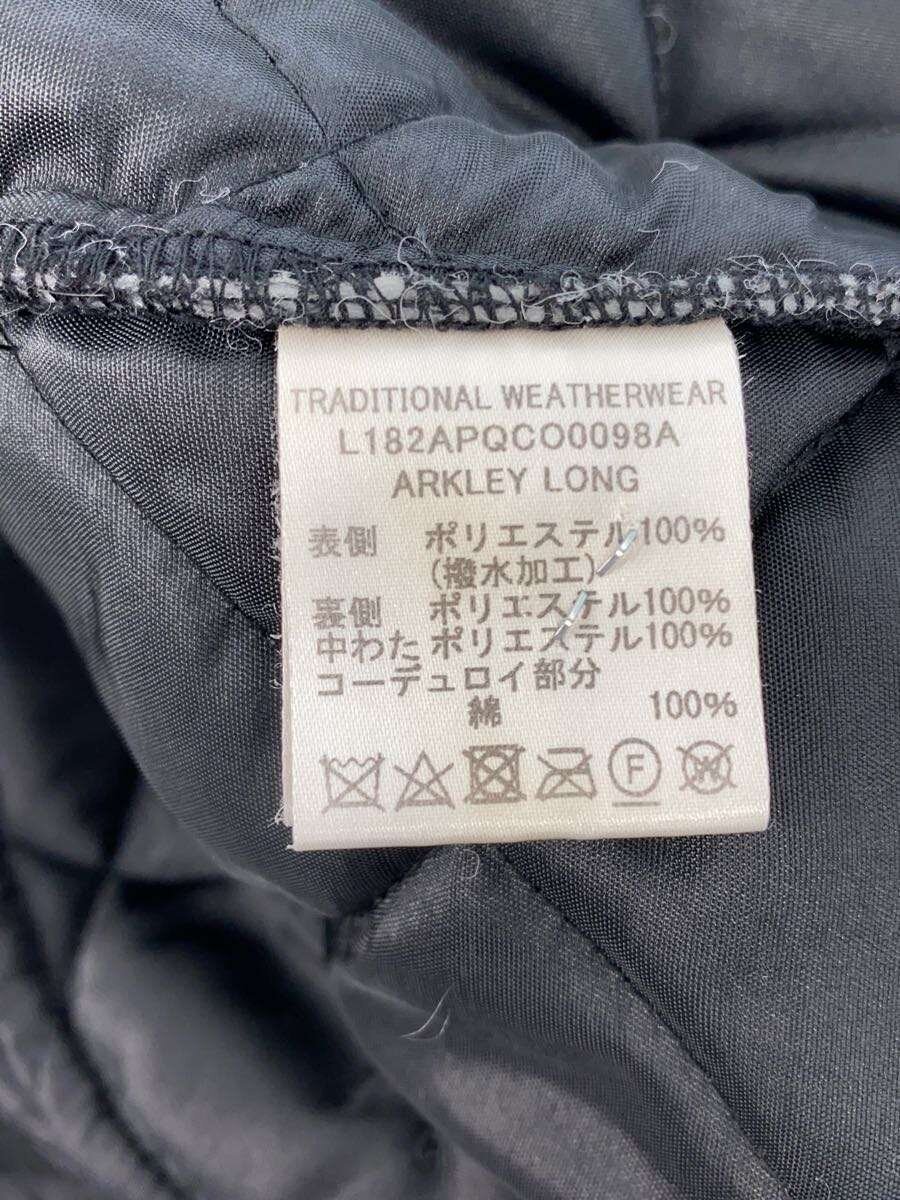 TRADITIONAL WEATHERWEAR
L182APQCO0098A
ARKLEY LONG
表側 ポリエステル100%
(撥水加工)
裏側 ポリエステル100%
中わた ポリエステル100%
コーデュロイ部分
綿 100%
F W